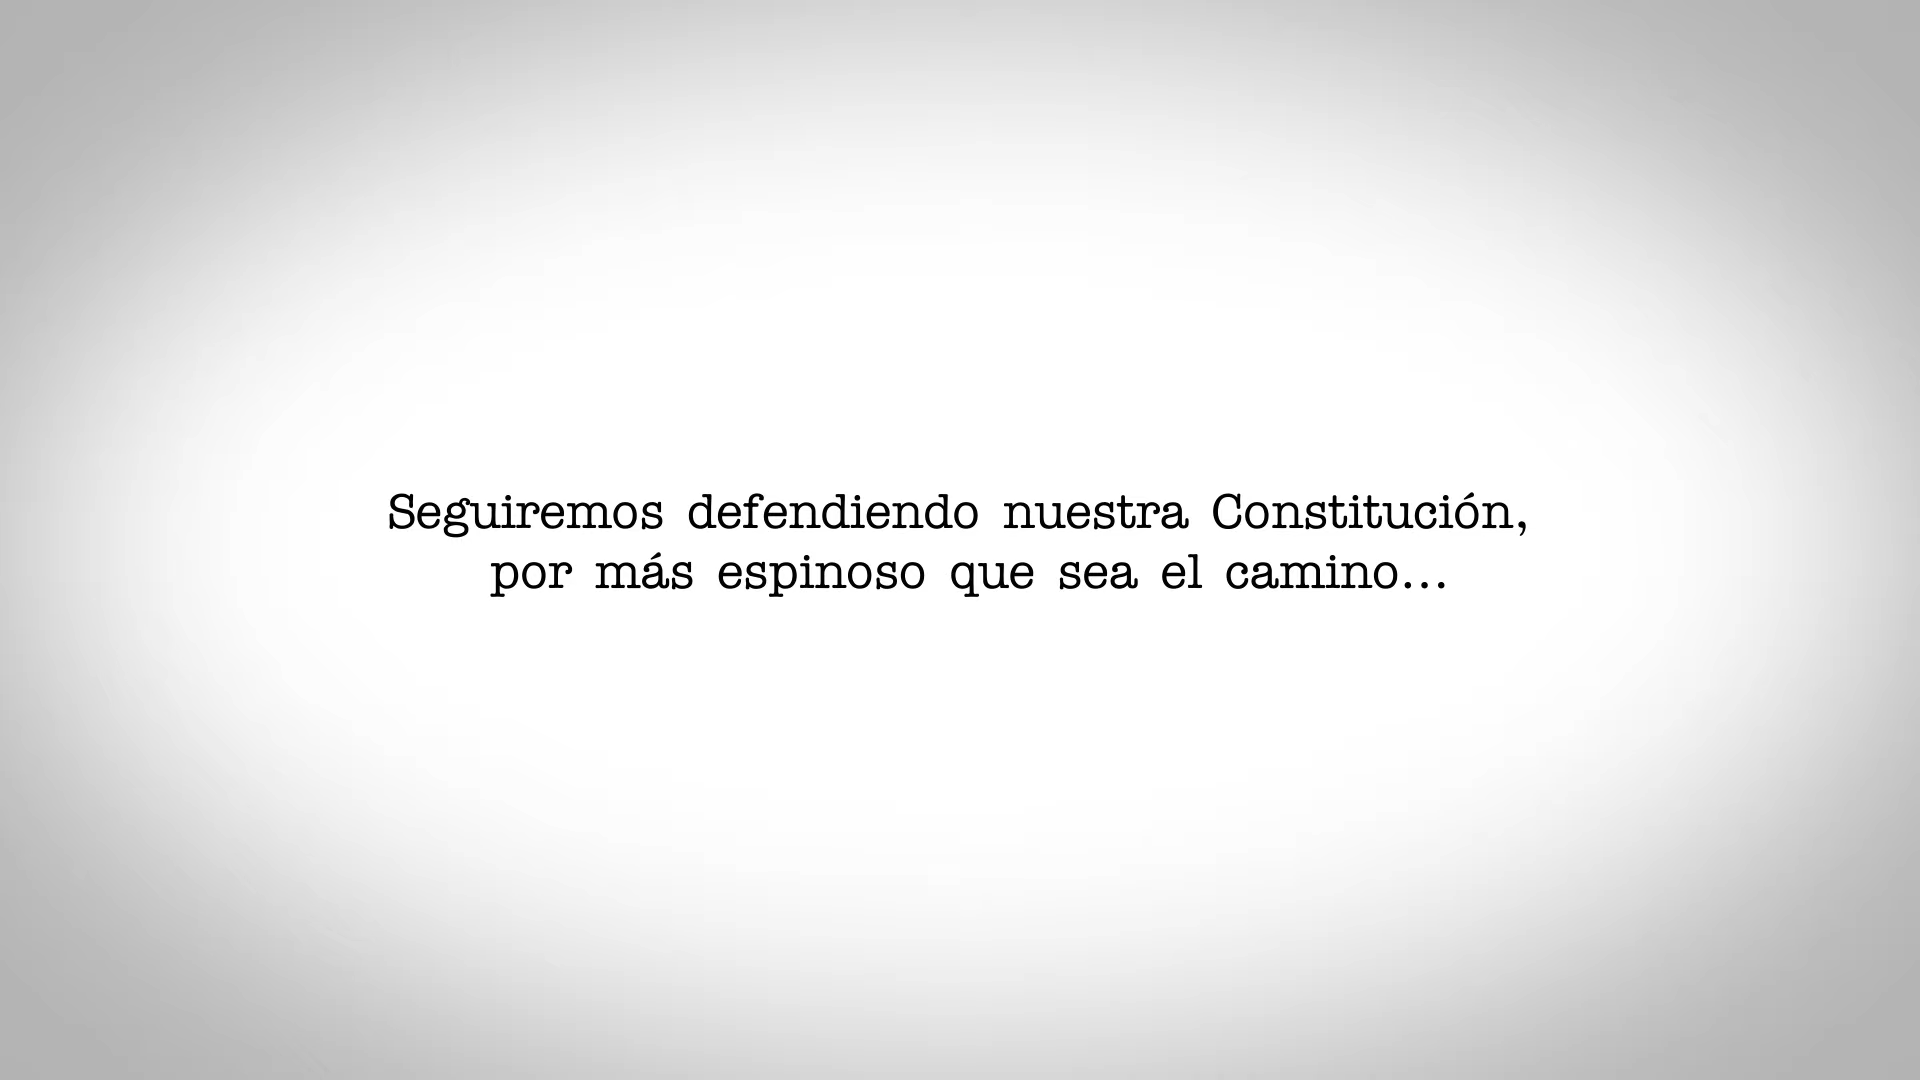 Seguiremos defendiendo nuestra Constitución,
por más espinoso que sea el camino...